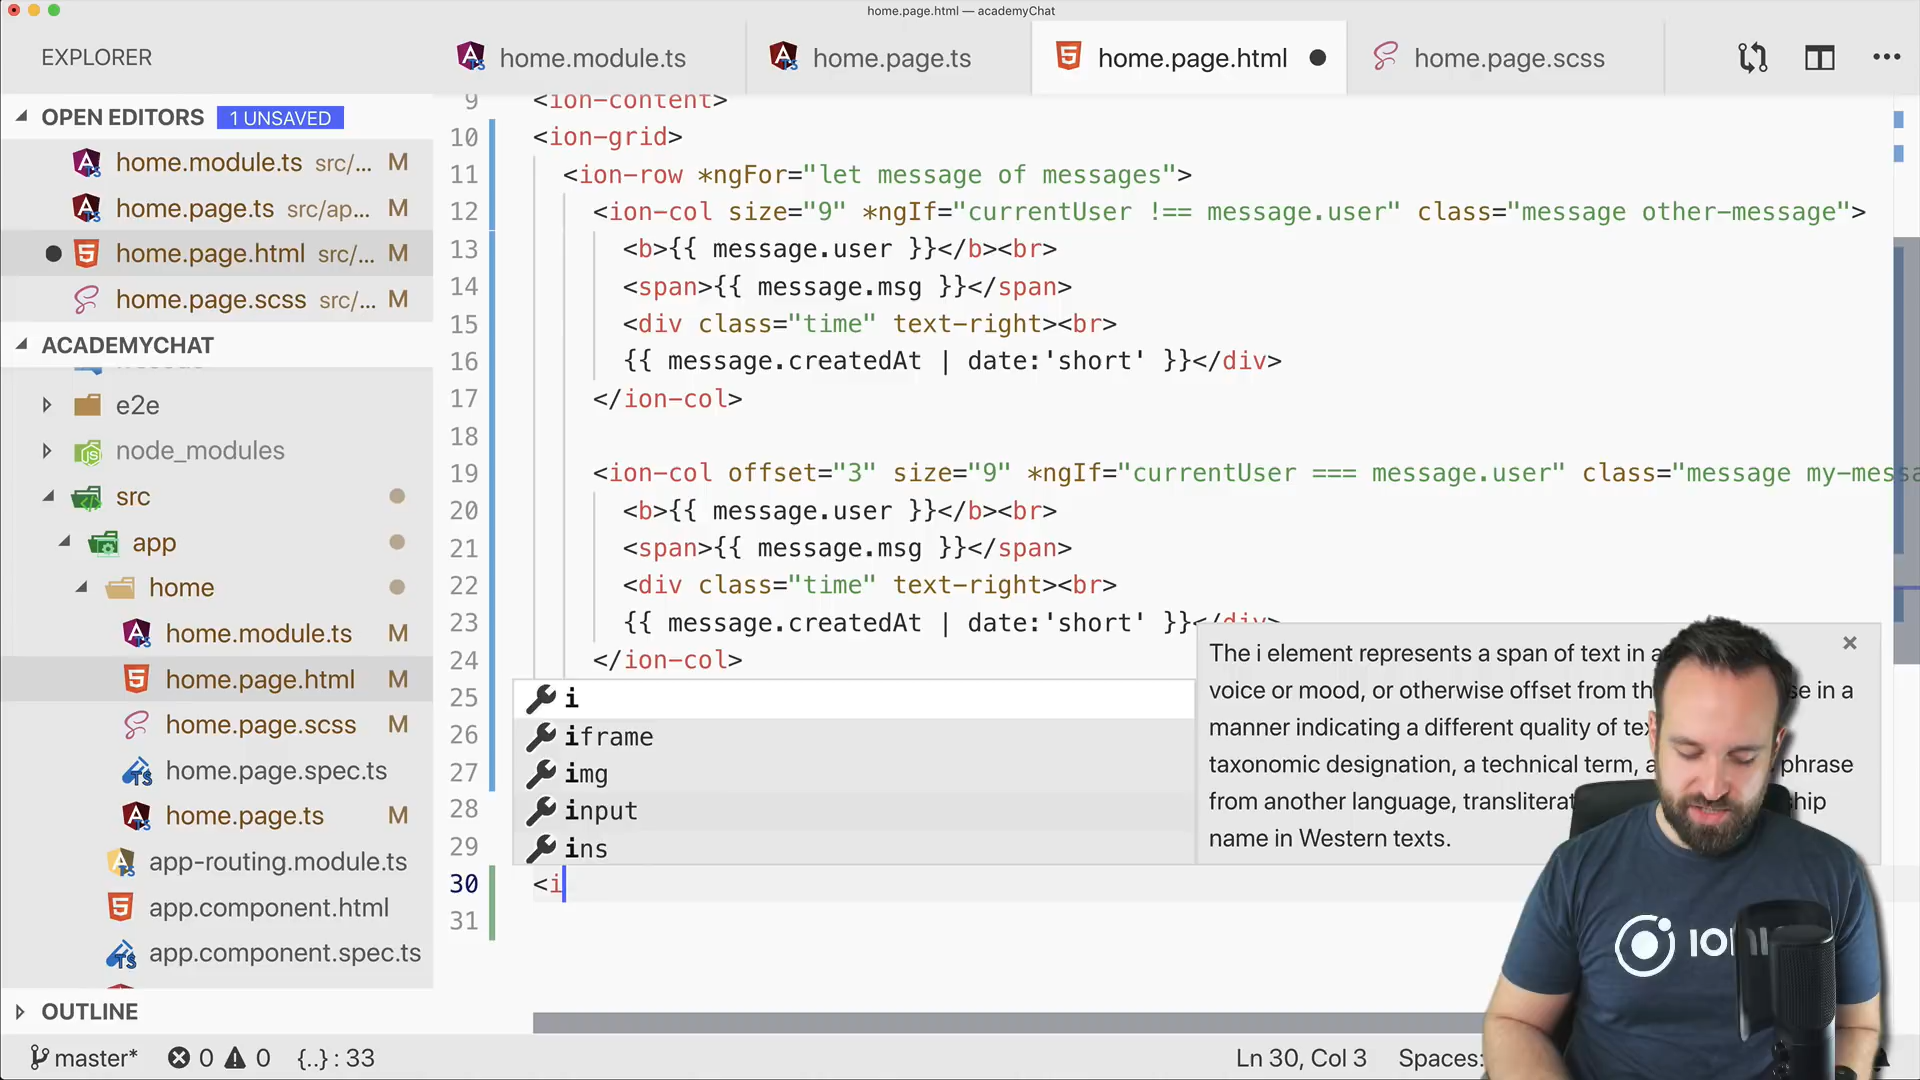 home.page.html — academyChat
EXPLORER
home.module.ts
home.page.ts
home.page.html
home.page.scss
OPEN EDITORS 1 UNSAVED
home.module.ts src/... M
home.page.ts src/ap... M
home.page.html src/... M
home.page.scss src/... M
ACADEMYCHAT
e2e
node_modules
src
app
home
home.module.ts M
home.page.html M
home.page.scss M
home.page.spec.ts
home.page.ts M
app-routing.module.ts
app.component.html
app.component.spec.ts
OUTLINE
9 <ion-content>
10 <ion-grid>
11 <ion-row *ngFor="let message of messages">
12 <ion-col size="9" *ngIf="currentUser !== message.user" class="message other-message">
13 <b>{{ message.user }}</b><br>
14 <span>{{ message.msg }}</span>
15 <div class="time" text-right><br>
16 {{ message.createdAt | date:'short' }}</div>
17 </ion-col>
18
19 <ion-col offset="3" size="9" *ngIf="currentUser === message.user" class="message my-messa
20 <b>{{ message.user }}</b><br>
21 <span>{{ message.msg }}</span>
22 <div class="time" text-right><br>
23 {{ message.createdAt | date:'short' }}</div>
24 </ion-col>
25
26
27
28
29
30 <i
31
i
iframe
img
input
ins
The i element represents a span of text in a
voice or mood, or otherwise offset from th e in a
manner indicating a different quality of tex
taxonomic designation, a technical term, a phrase
from another language, transliterat hip
name in Western texts.
master* 0 0 {..} : 33
Ln 30, Col 3 Spaces: